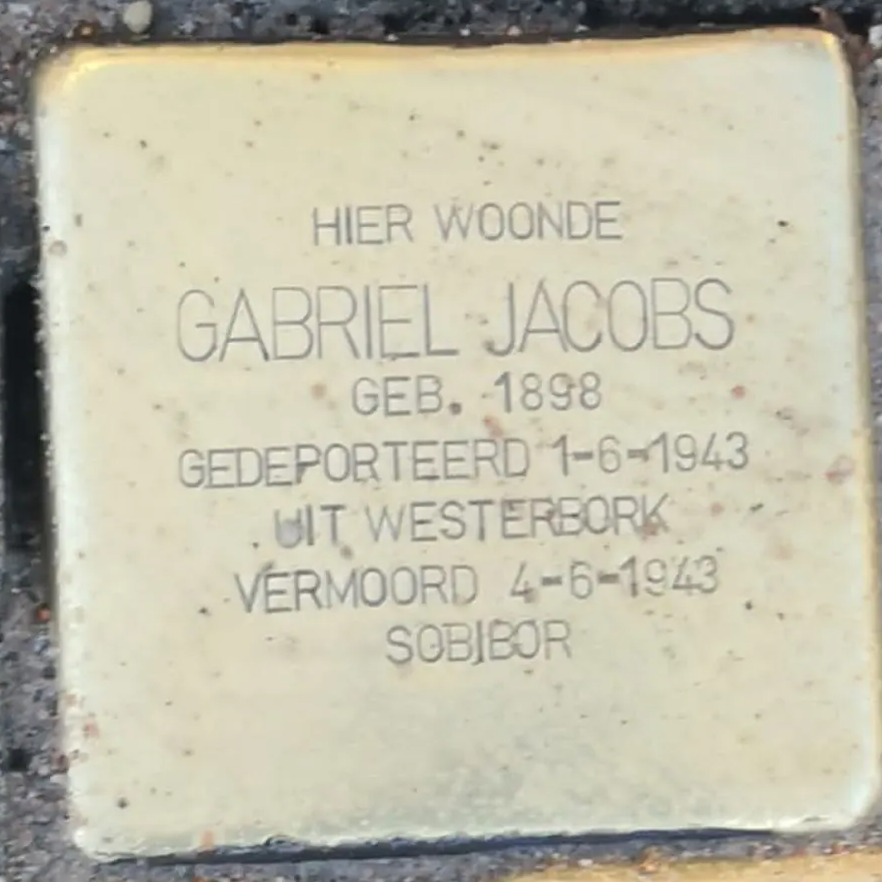 HIER WOONDE
GABRIEL JACOBS
GEB. 1898
GEDEPORTEERD 1-6-1943
UIT WESTERBORK
VERMOORD 4-6-1943
SOBIBOR